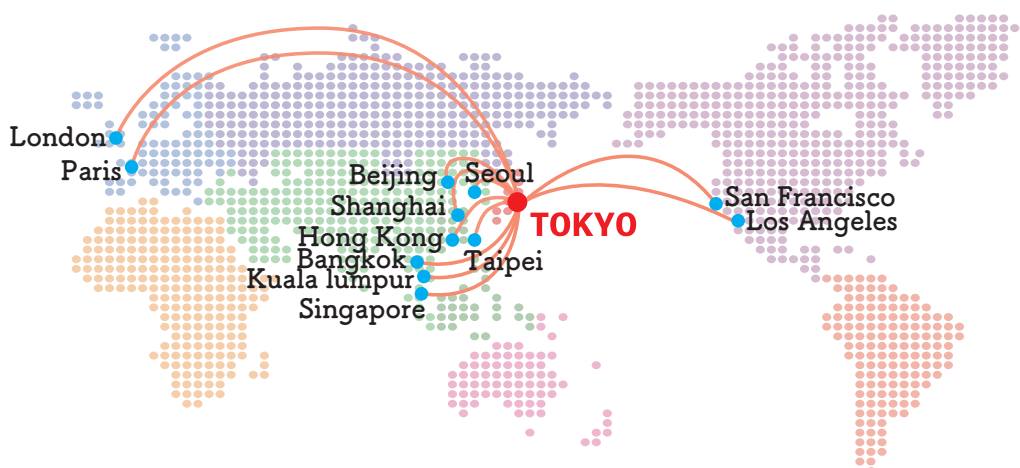 London
Paris
Beijing
Seoul
Shanghai
Hong Kong
Bangkok
Taipei
Kuala lumpur
Singapore
TOKYO
San Francisco
Los Angeles